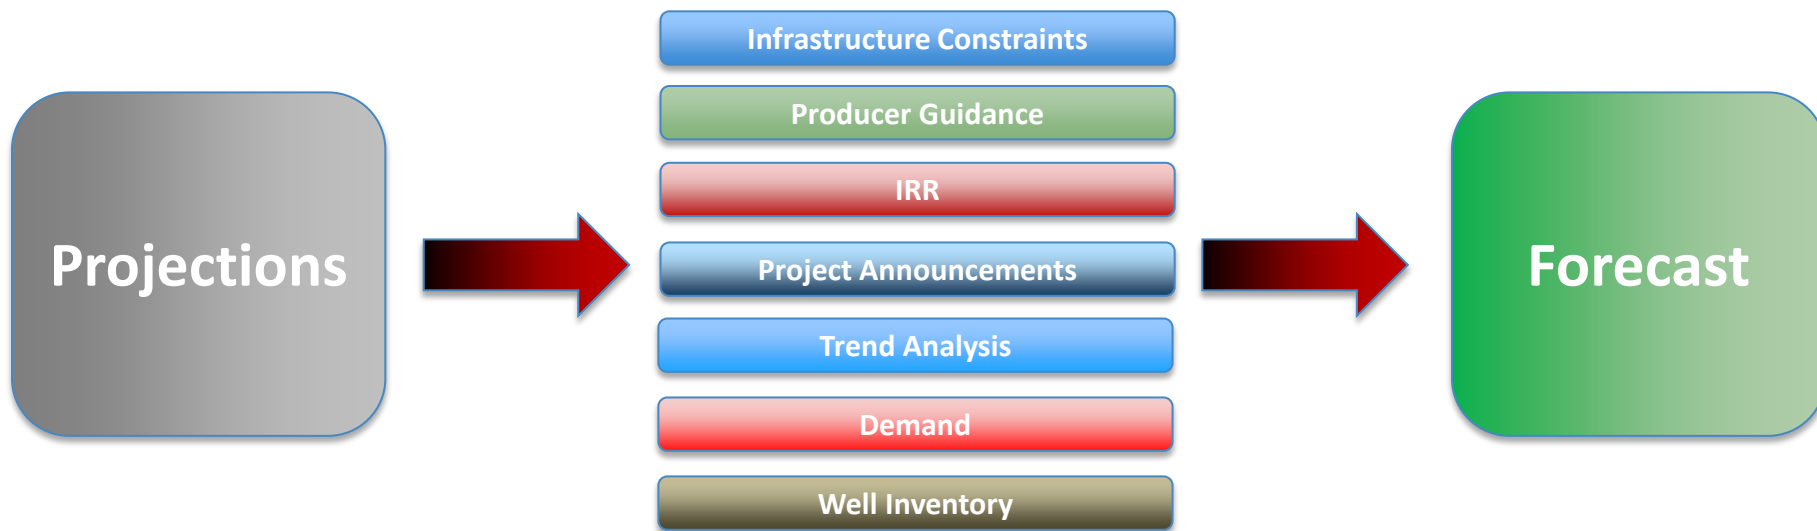 Projections
Infrastructure Constraints
Producer Guidance
IRR
Project Announcements
Trend Analysis
Demand
Well Inventory
Forecast